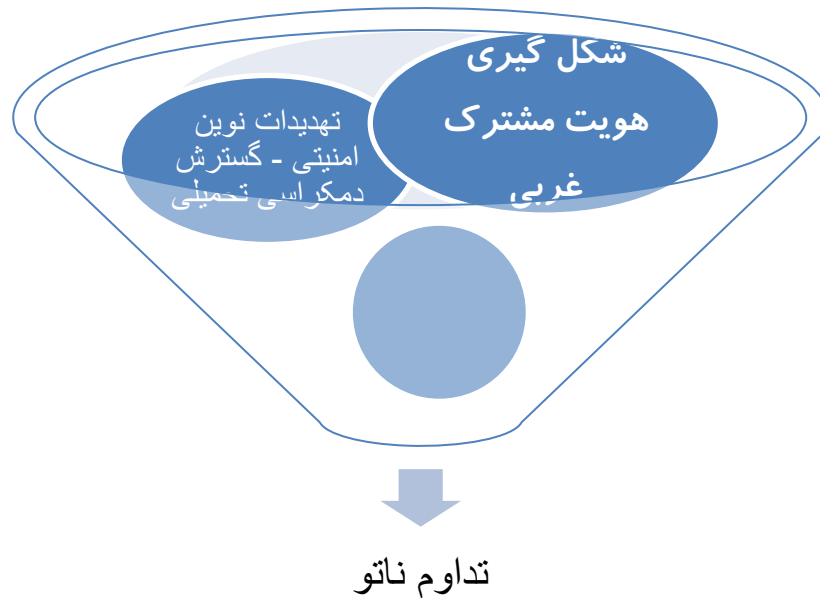 شکل گیری
هویت مشترک
غربی
تهدیدات نوین
امنیتی - گسترش
دمکراسی تحمیلی
تداوم ناتو